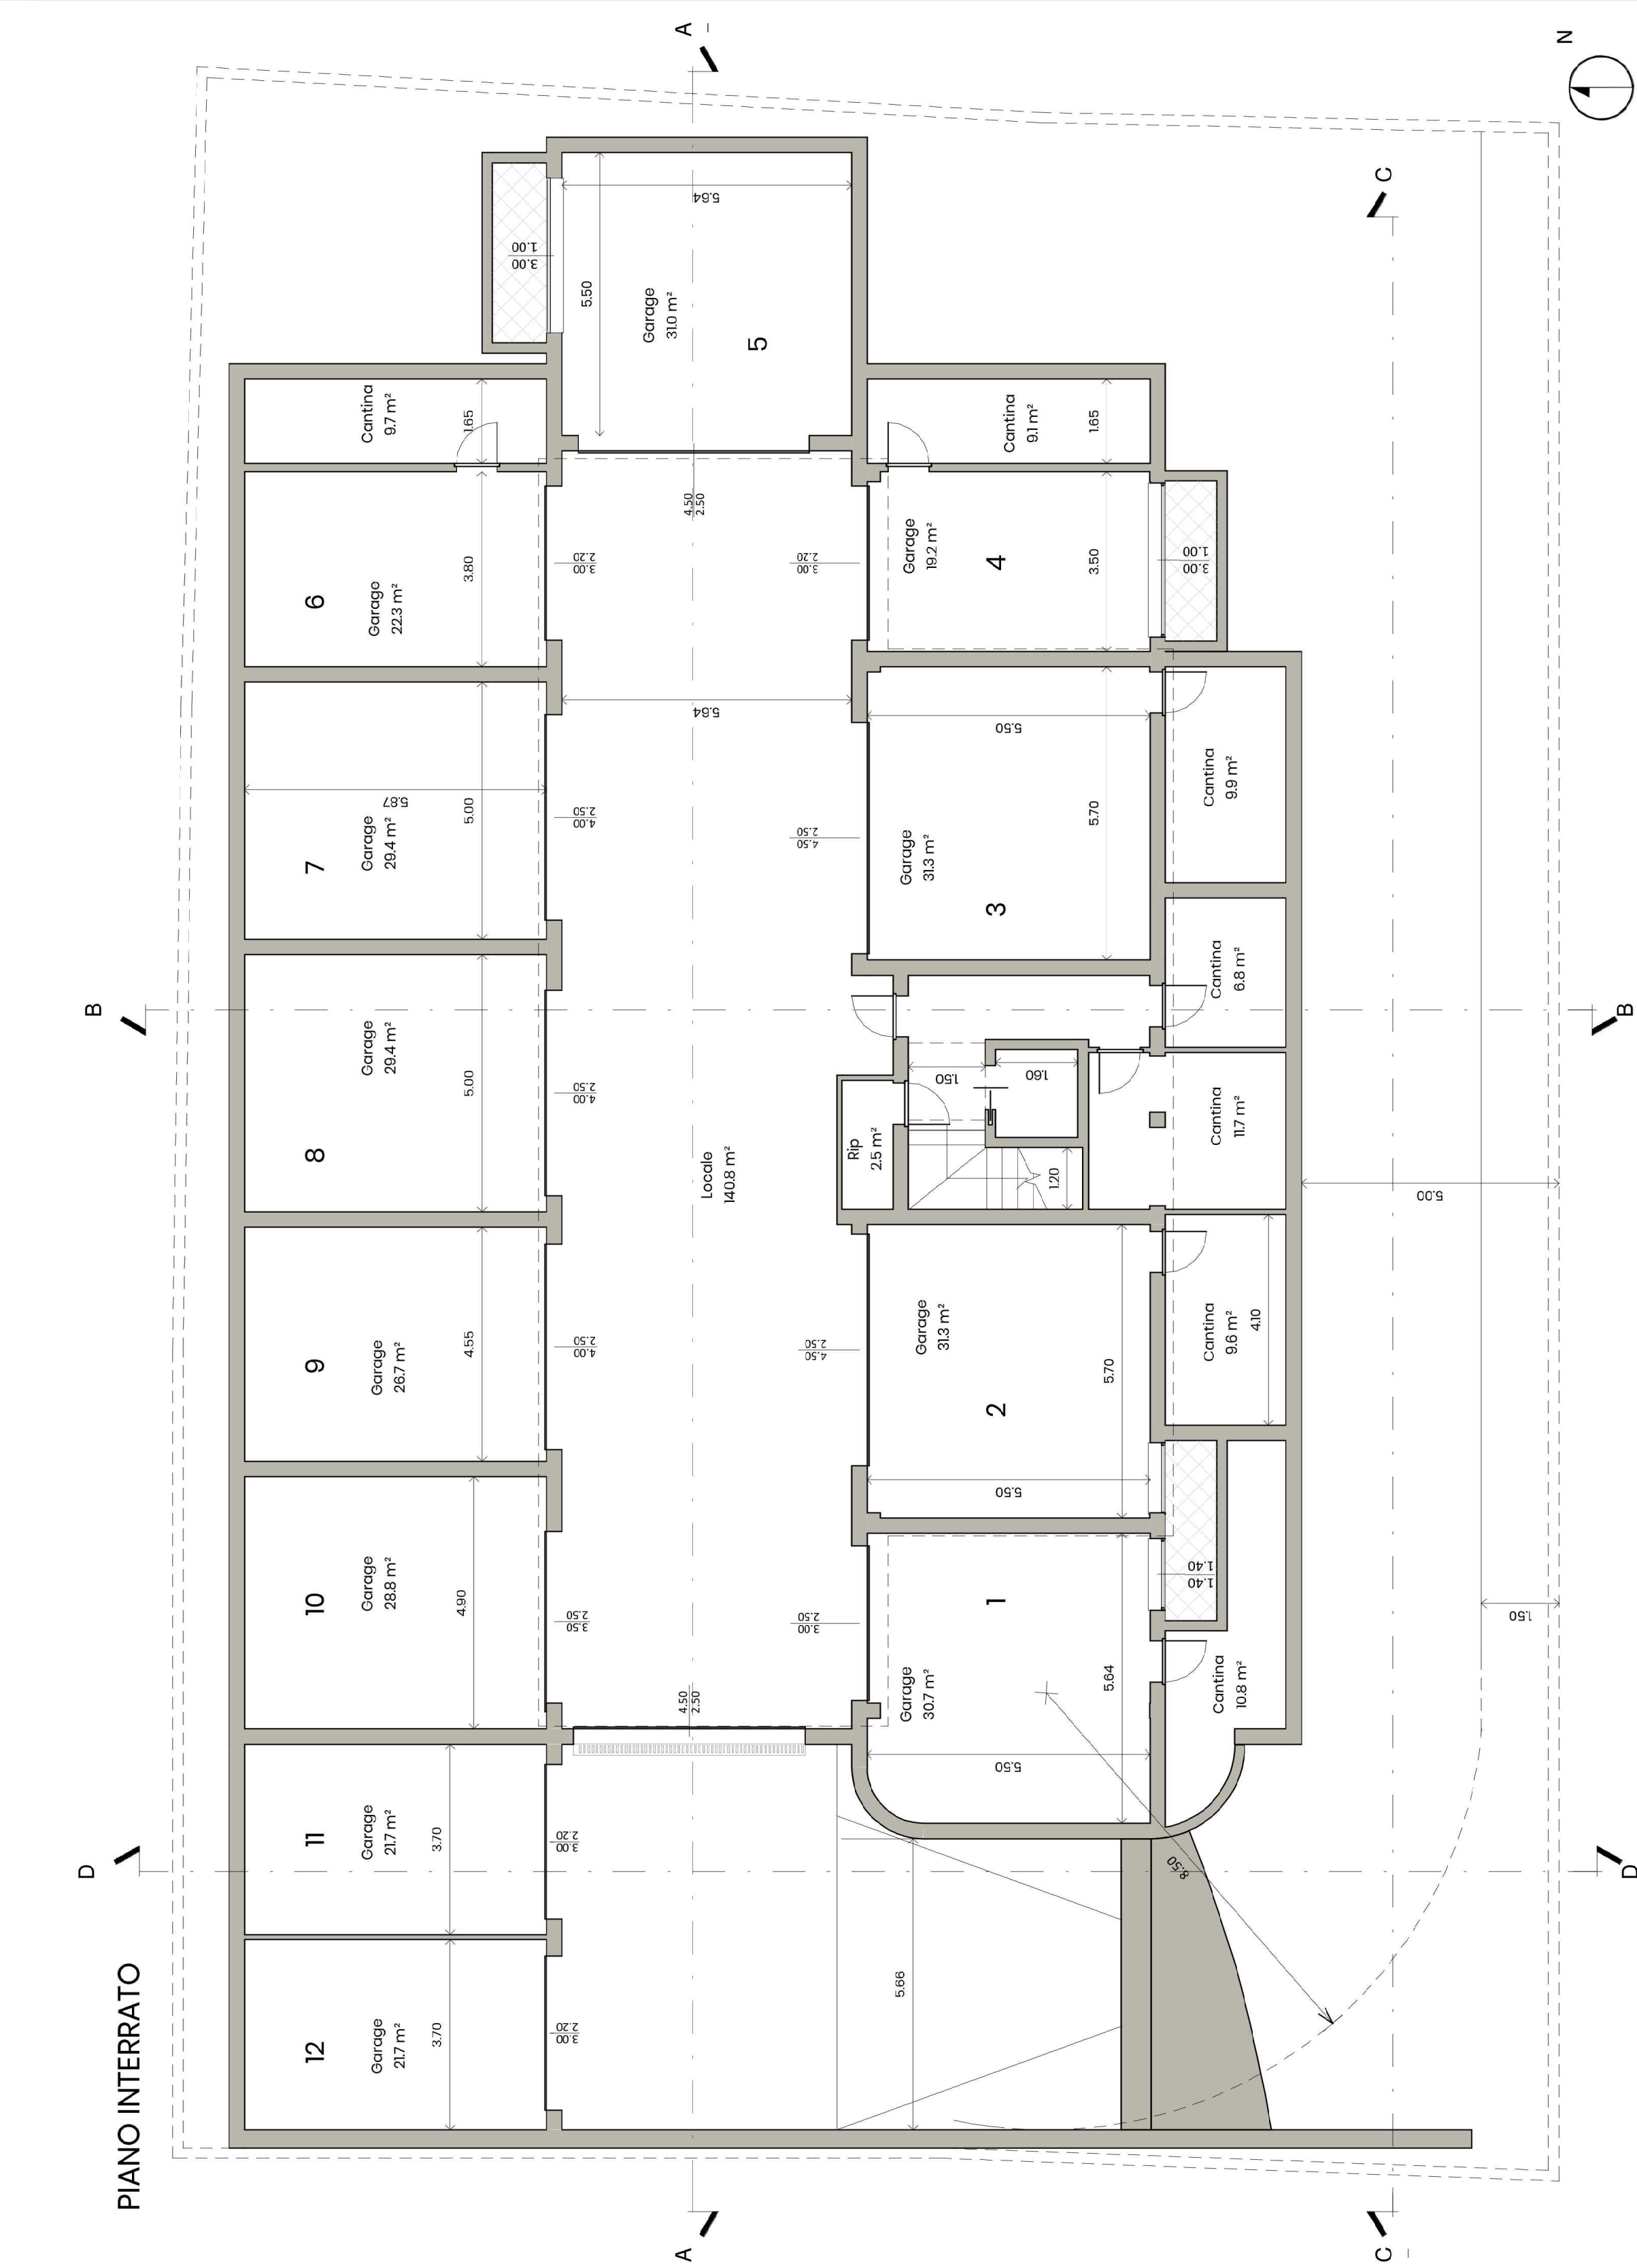 PIANO INTERRATO
A
A
B
B
C
C
D
D
N
12
Garage
21.7 m²
3.70
3.00
2.20
11
Garage
21.7 m²
3.70
3.00
2.20
10
Garage
28.8 m²
4.90
3.50
2.50
9
Garage
26.7 m²
4.55
4.00
2.50
8
Garage
29.4 m²
5.00
4.00
2.50
7
Garage
29.4 m²
5.00
5.87
4.00
2.50
6
Garage
22.3 m²
3.80
3.00
2.20
Cantina
9.7 m²
1.65
3.00
1.00
5.50
5.64
Garage
31.0 m²
5
4.50
2.50
5.64
Locale
140.8 m²
4.50
2.50
3.00
2.50
4.50
2.50
4.50
2.50
3.00
2.20
Garage
30.7 m²
1
5.50
5.64
8.50
5.66
Garage
31.3 m²
2
5.50
5.70
Rip
2.5 m²
1.50
1.60
1.20
Garage
31.3 m²
3
5.50
5.70
Garage
19.2 m²
4
3.50
Cantina
9.1 m²
1.65
3.00
1.00
Cantina
10.8 m²
1.40
1.40
Cantina
9.6 m²
4.10
Cantina
11.7 m²
Cantina
6.8 m²
Cantina
9.9 m²
5.00
1.50